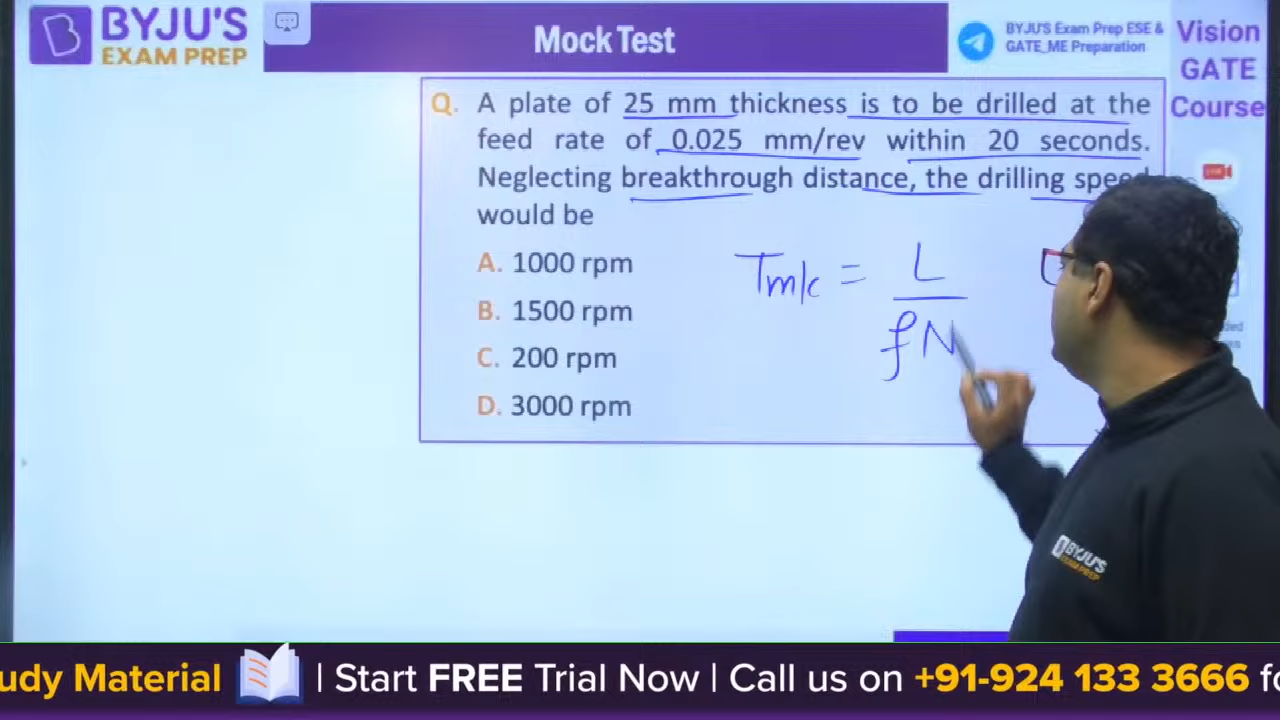 BYJU'S
EXAM PREP
Mock Test
BYJU'S Exam Prep ESE &
GATE_ME Preparation
Vision
GATE
Course
Q. A plate of 25 mm thickness is to be drilled at the
feed rate of 0.025 mm/rev within 20 seconds.
Neglecting breakthrough distance, the drilling speed
would be
A. 1000 rpm
B. 1500 rpm
C. 200 rpm
D. 3000 rpm
Tm/c = L
fN
BYJU'S
EXAM PREP
udy Material | Start FREE Trial Now | Call us on +91-924 133 3666 fo